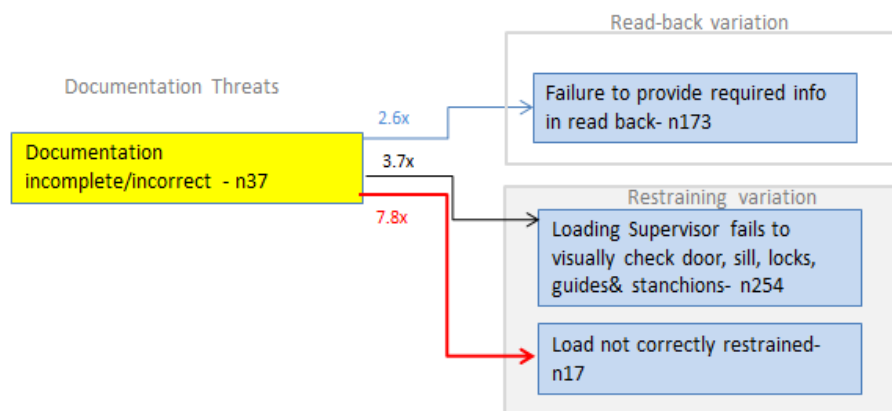 Read-back variation
Documentation Threats
2.6x
Failure to provide required info
in read back- n173
Documentation
incomplete/incorrect - n37
3.7x
7.8x
Restraining variation
Loading Supervisor fails to
visually check door, sill, locks,
guides& stanchions- n254
Load not correctly restrained-
n17